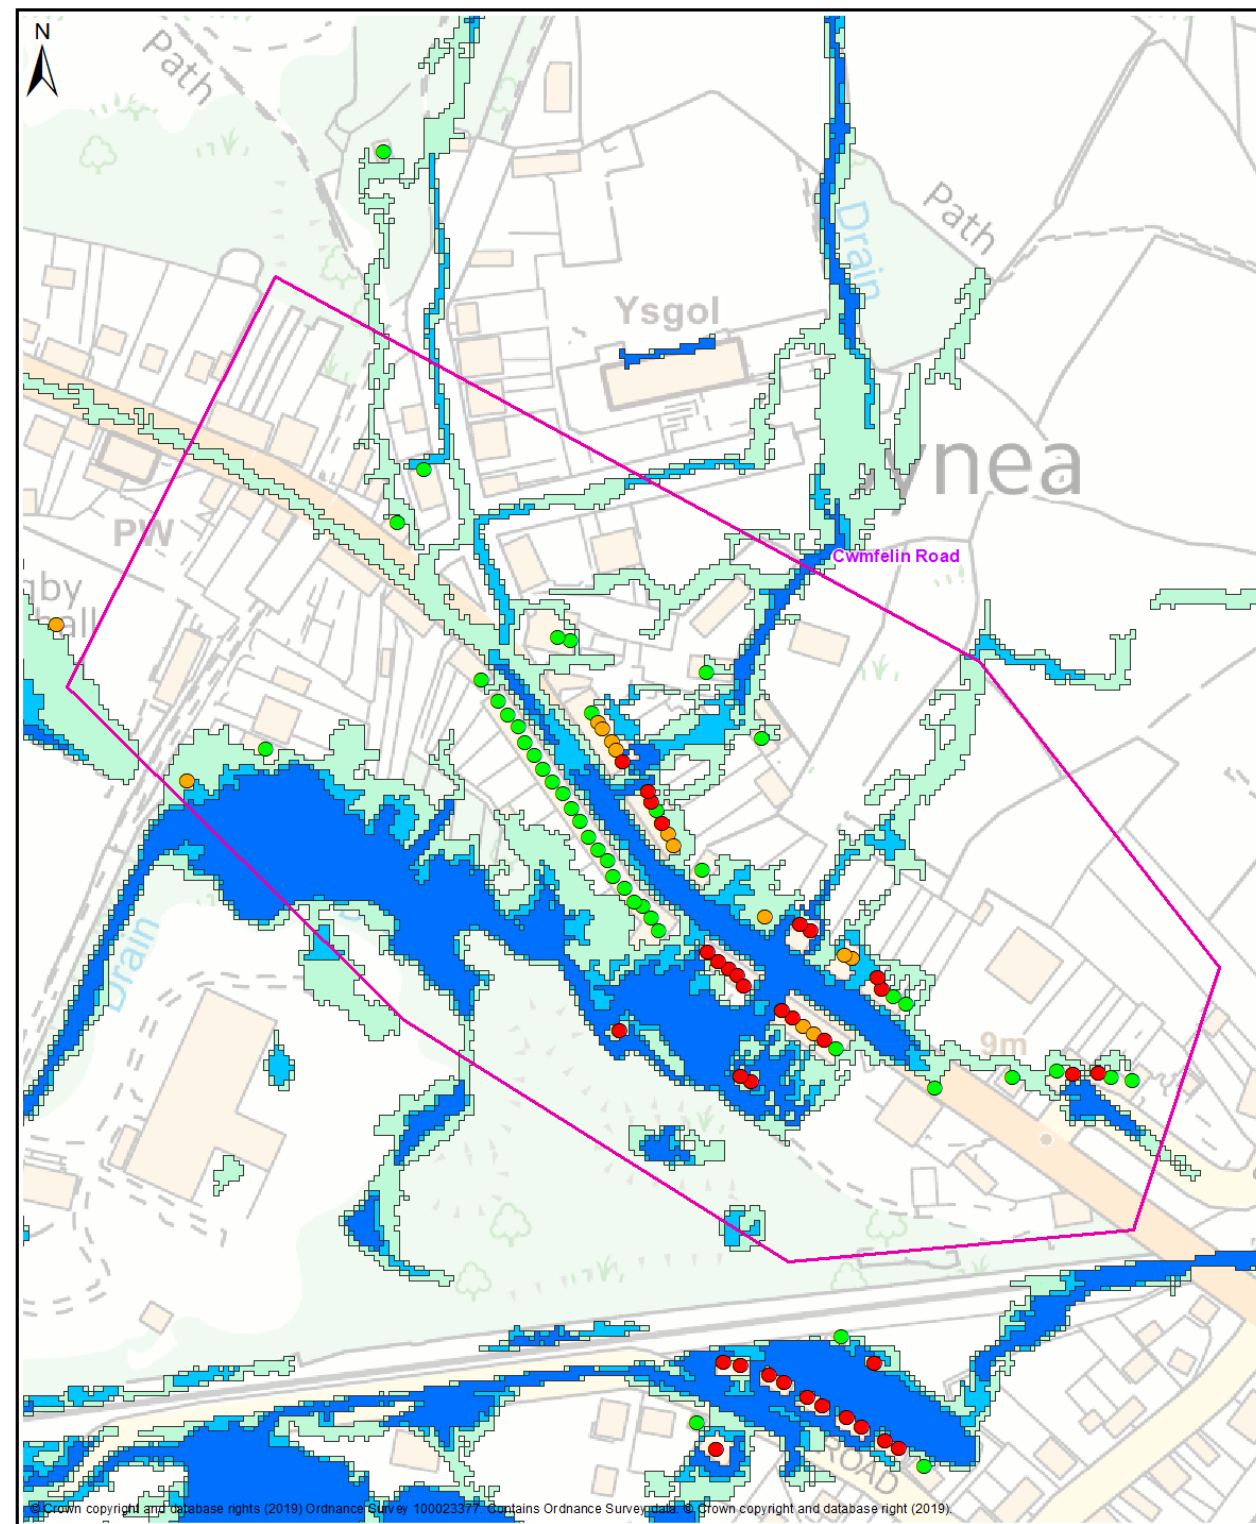 N
Path
Drain
Path
Ysgol
ynea
Cwmfelin Road
PW
gby
all
Drain
9m
ROAD
© Crown copyright and database rights (2019) Ordnance Survey 100023377. Contains Ordnance Survey data. © Crown copyright and database right (2019).